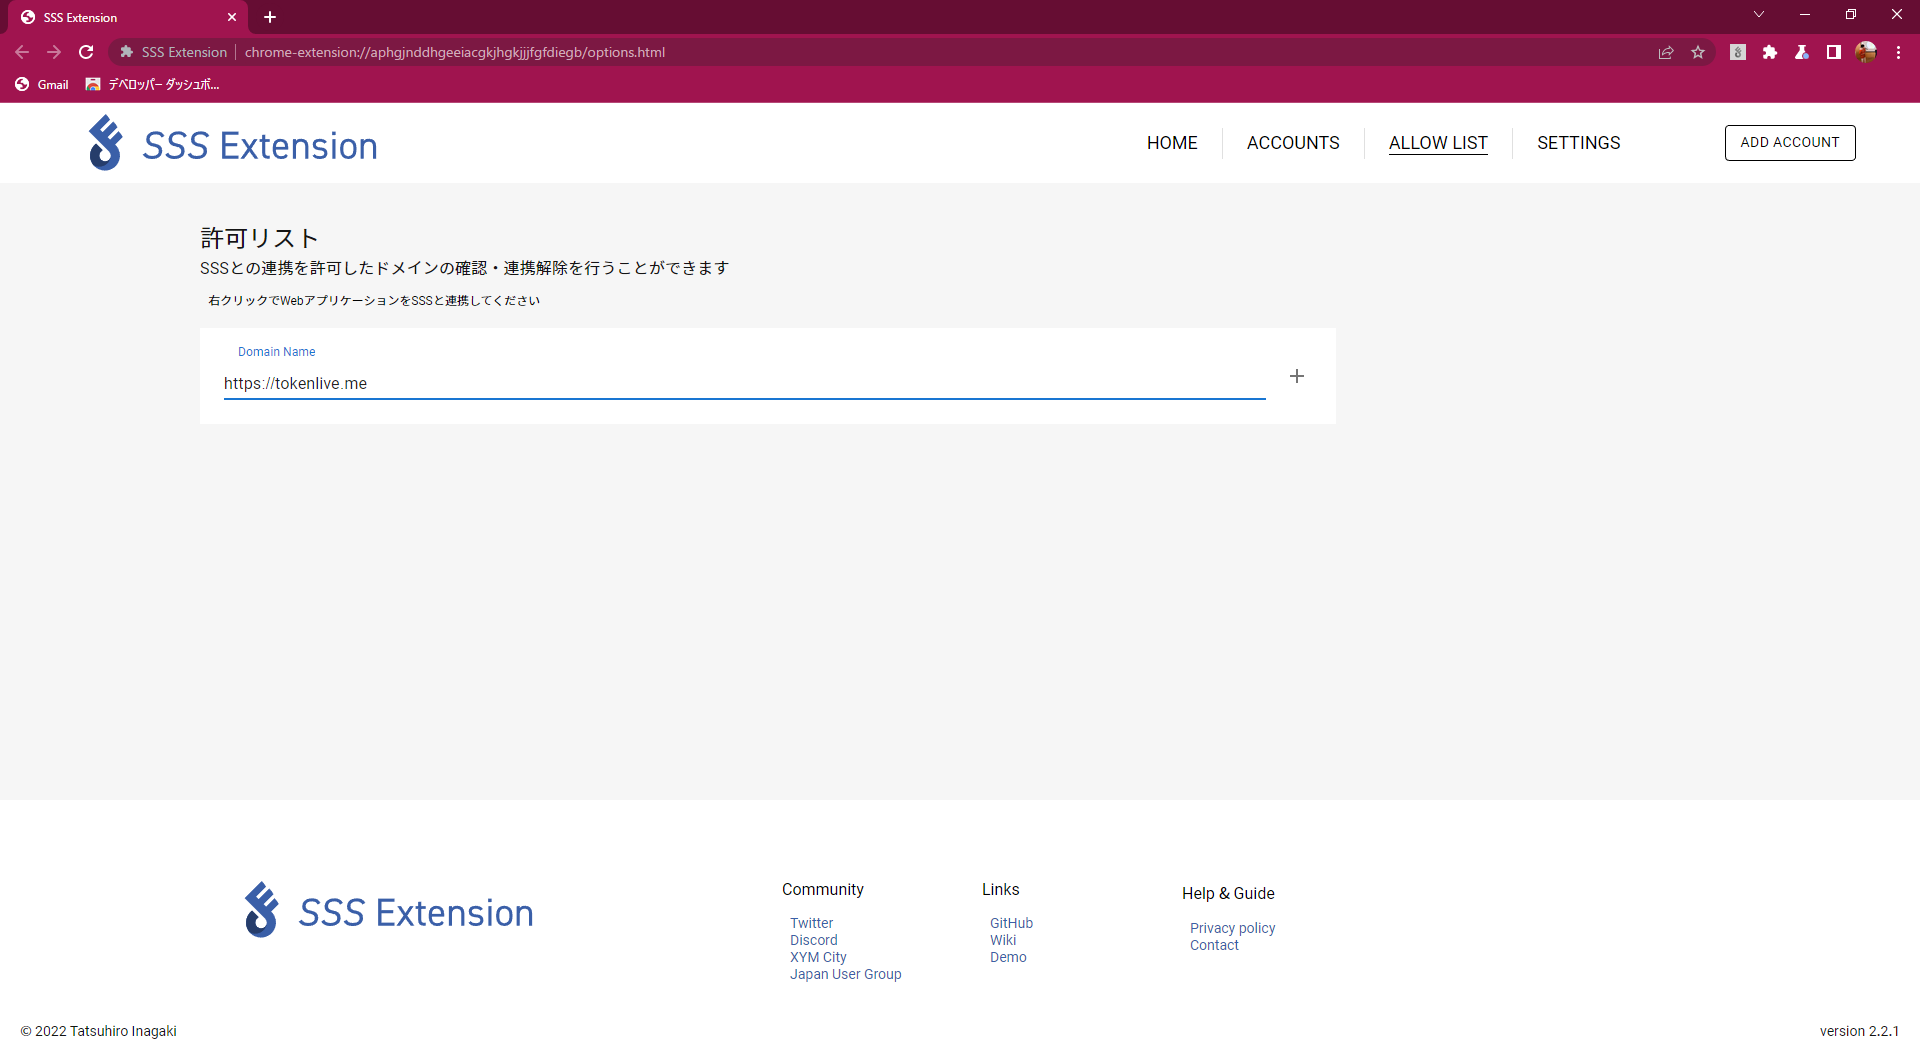 SSS Extension
SSS Extension | chrome-extension://aphgjnddhgeeiacgkjhgkjjjfgfdiegb/options.html
Gmail デベロッパー ダッシュボ...
SSS Extension HOME ACCOUNTS ALLOW LIST SETTINGS ADD ACCOUNT
許可リスト
SSSとの連携を許可したドメインの確認・連携解除を行うことができます
右クリックでWebアプリケーションをSSSと連携してください
Domain Name
https://tokenlive.me
SSS Extension
Community
Twitter
Discord
XYM City
Japan User Group
Links
GitHub
Wiki
Demo
Help & Guide
Privacy policy
Contact
© 2022 Tatsuhiro Inagaki
version 2.2.1